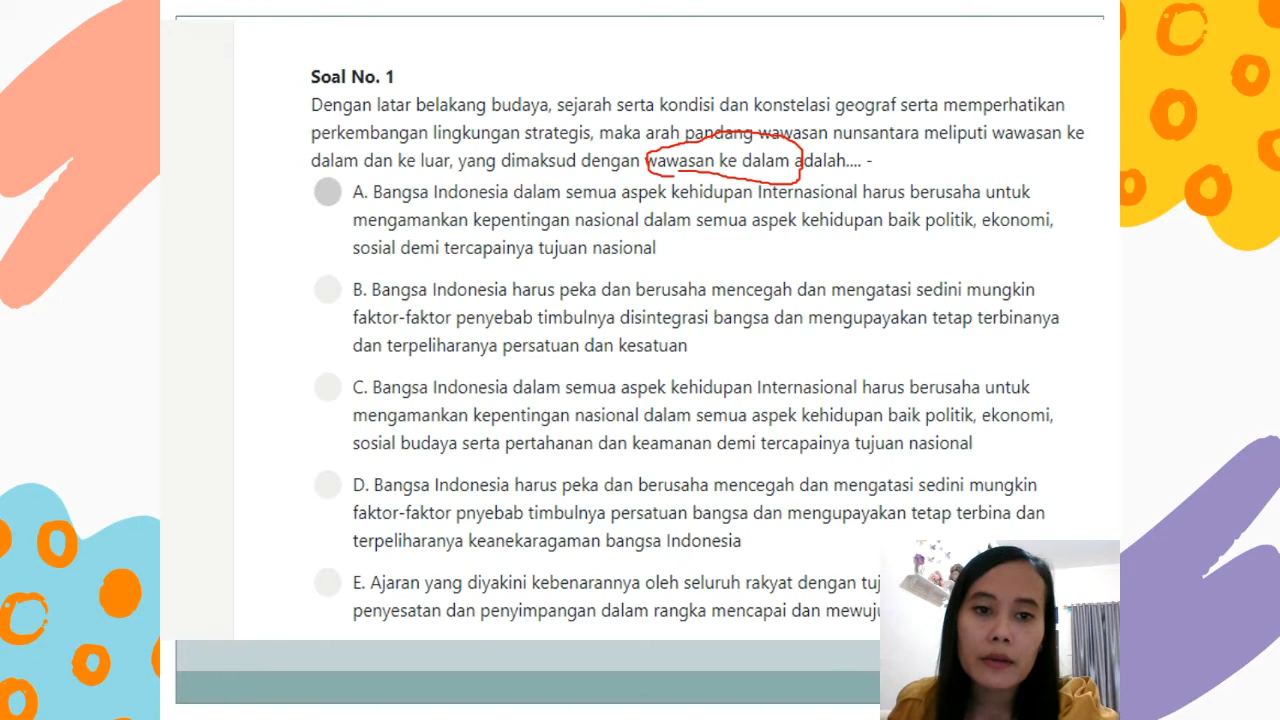 Soal No. 1
Dengan latar belakang budaya, sejarah serta kondisi dan konstelasi geograf serta memperhatikan
perkembangan lingkungan strategis, maka arah pandang wawasan nunsantara meliputi wawasan ke
dalam dan ke luar, yang dimaksud dengan wawasan ke dalam adalah.... -
A. Bangsa Indonesia dalam semua aspek kehidupan Internasional harus berusaha untuk
mengamankan kepentingan nasional dalam semua aspek kehidupan baik politik, ekonomi,
sosial demi tercapainya tujuan nasional
B. Bangsa Indonesia harus peka dan berusaha mencegah dan mengatasi sedini mungkin
faktor-faktor penyebab timbulnya disintegrasi bangsa dan mengupayakan tetap terbinanya
dan terpeliharanya persatuan dan kesatuan
C. Bangsa Indonesia dalam semua aspek kehidupan Internasional harus berusaha untuk
mengamankan kepentingan nasional dalam semua aspek kehidupan baik politik, ekonomi,
sosial budaya serta pertahanan dan keamanan demi tercapainya tujuan nasional
D. Bangsa Indonesia harus peka dan berusaha mencegah dan mengatasi sedini mungkin
faktor-faktor pnyebab timbulnya persatuan bangsa dan mengupayakan tetap terbina dan
terpeliharanya keanekaragaman bangsa Indonesia
E. Ajaran yang diyakini kebenarannya oleh seluruh rakyat dengan
penyesatan dan penyimpangan dalam rangka mencapai dan